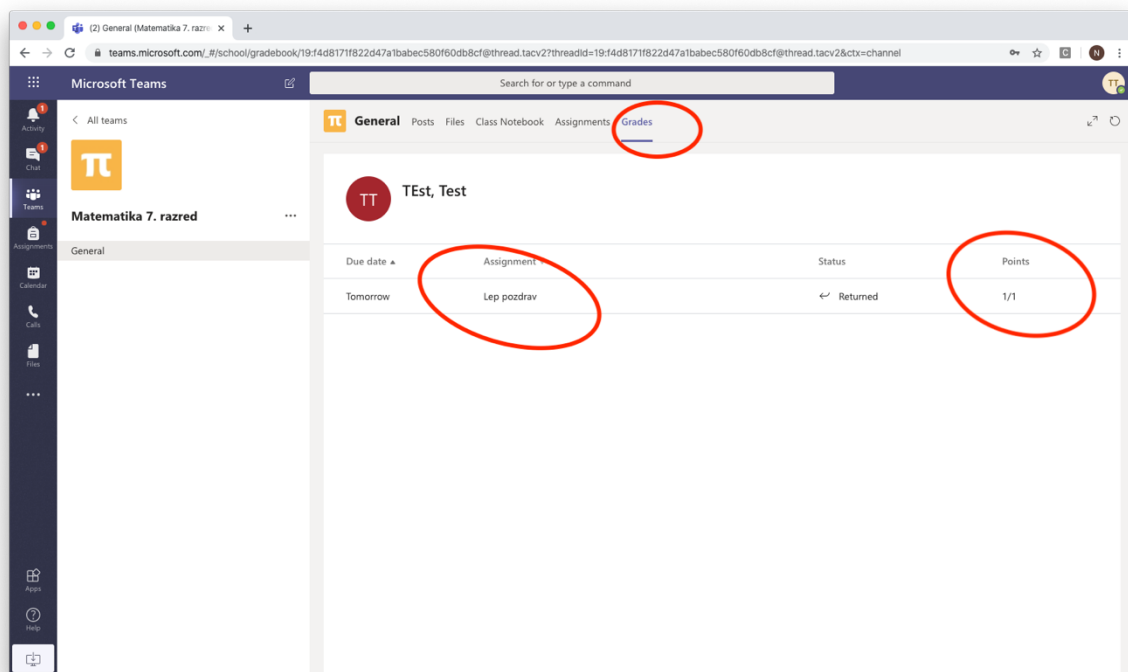 (2) General (Matematika 7. razre
teams.microsoft.com/_#/school/gradebook/19:f4d8171f822d47a1babec580f60db8cf@thread.tacv2?threadId=19:f4d8171f822d47a1babec580f60db8cf@thread.tacv2&ctx=channel
C
N
Microsoft Teams
Search for or type a command
TT
1
Activity
1
Chat
Teams
Assignments
Calendar
Calls
Files
Apps
Help
All teams
π
Matematika 7. razred
General
π General Posts Files Class Notebook Assignments Grades
TT TEst, Test
Due date Assignment Status Points
Tomorrow Lep pozdrav Returned 1/1